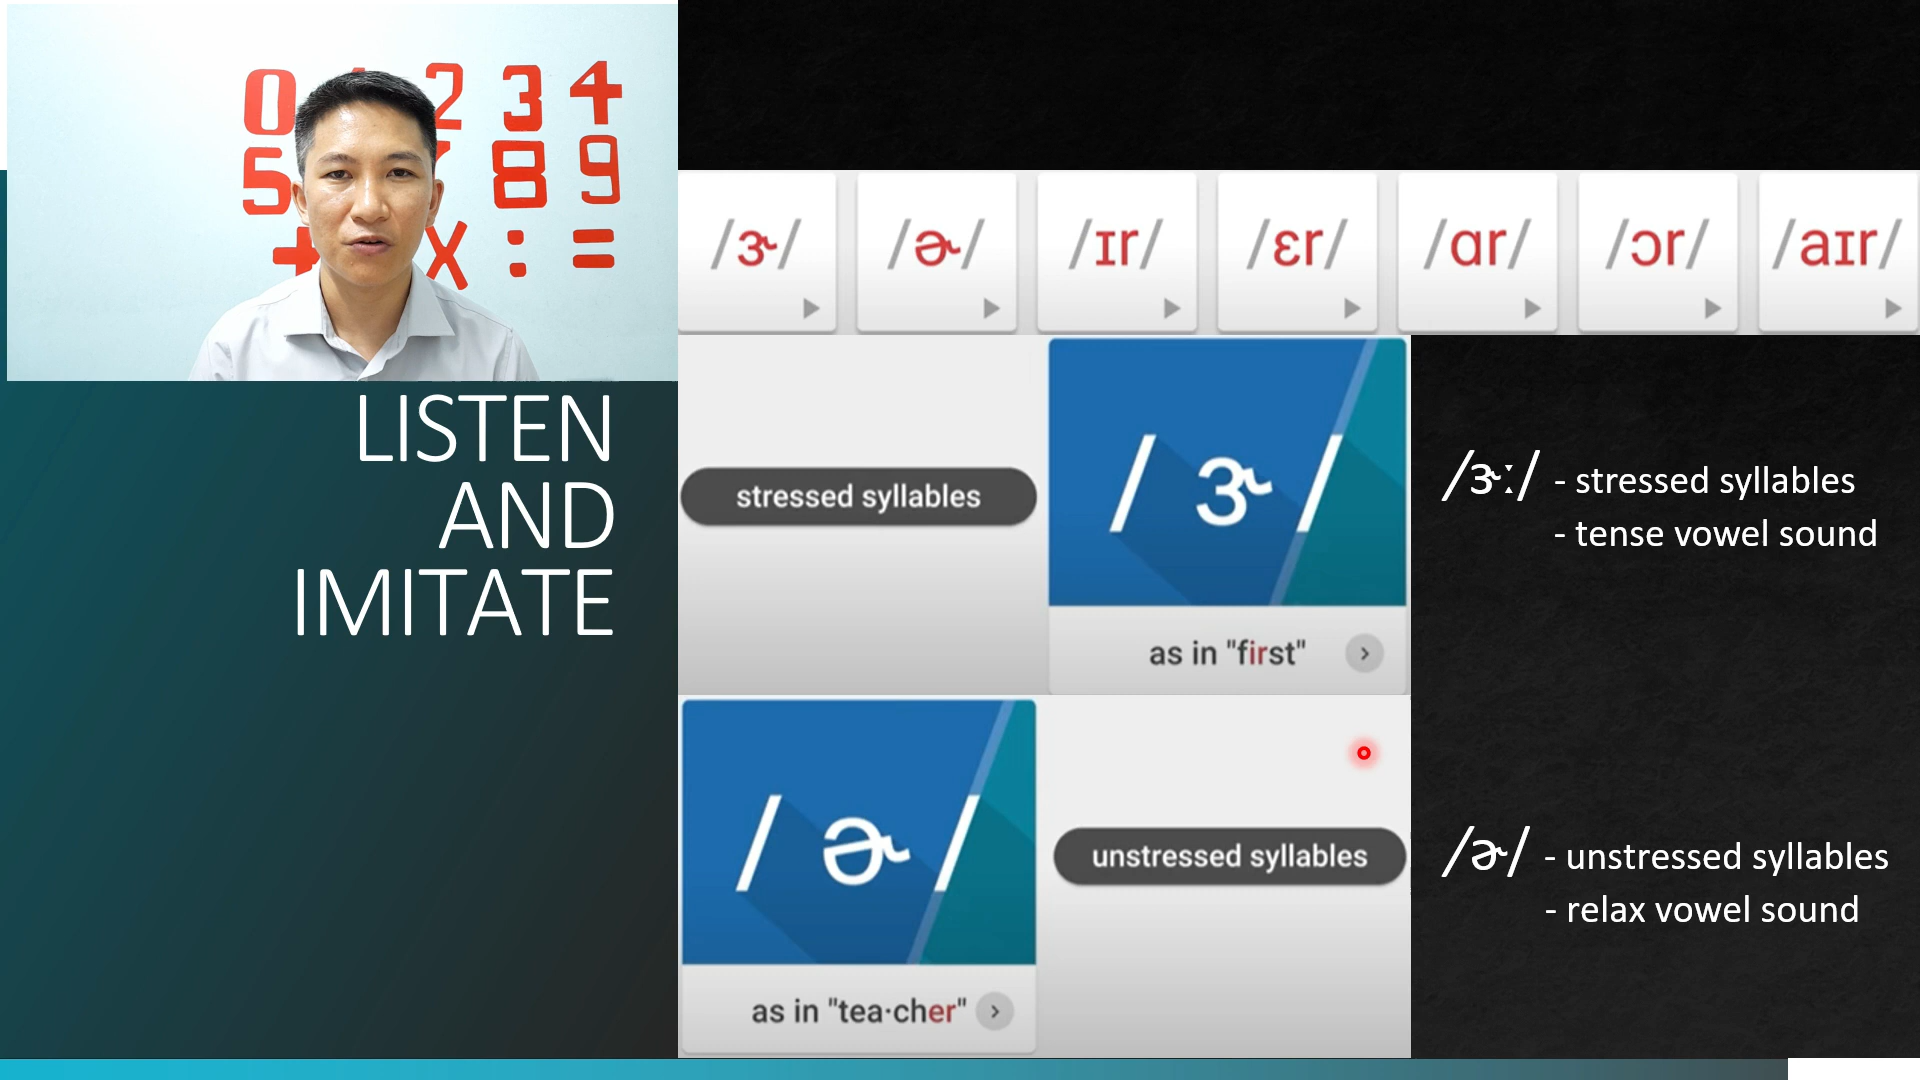 0 2 3 4
5 8 9
+ X : =
LISTEN
AND
IMITATE
/ɝ/ /ɚ/ /ɪr/ /ɛr/ /ɑr/ /ɔr/ /aɪr/
stressed syllables
/ɝ/
as in "first"
/ɝː/ - stressed syllables
- tense vowel sound
/ɚ/
as in "tea·cher"
unstressed syllables
/ɚ/ - unstressed syllables
- relax vowel sound